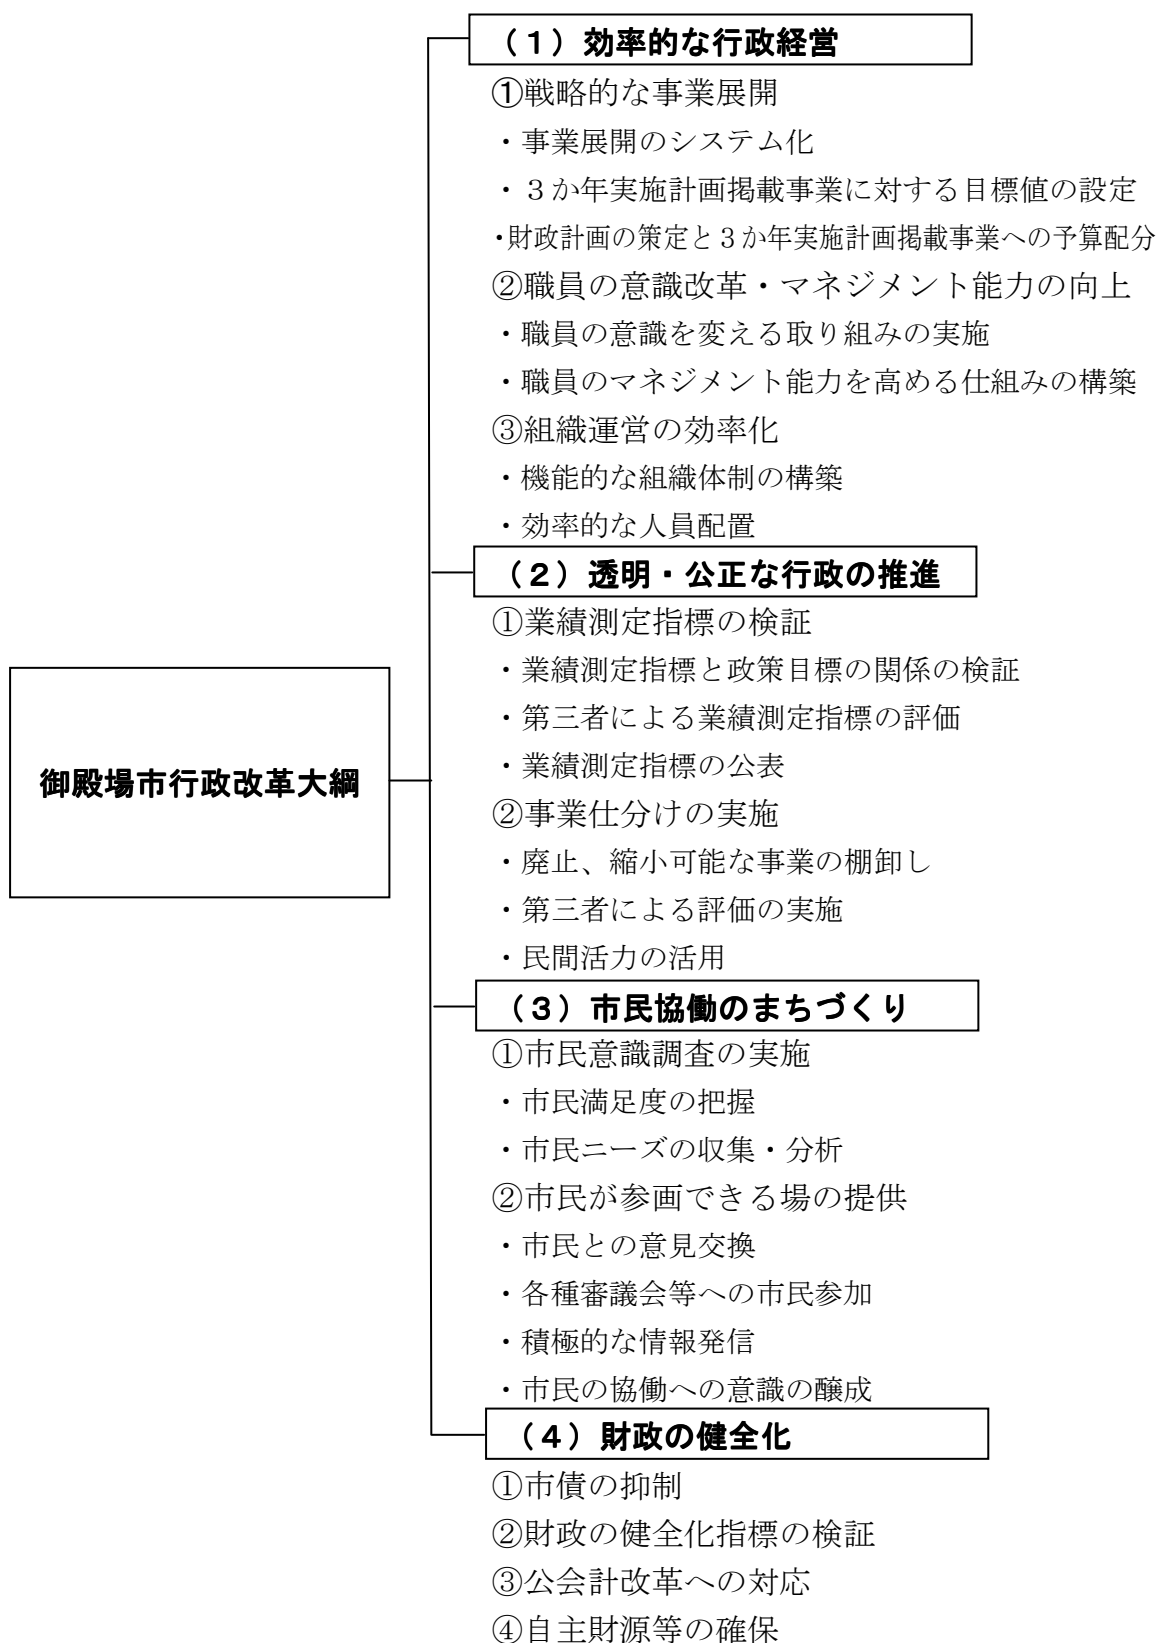 （１）効率的な行政経営
①戦略的な事業展開
・事業展開のシステム化
・３か年実施計画掲載事業に対する目標値の設定
・財政計画の策定と３か年実施計画掲載事業への予算配分
②職員の意識改革・マネジメント能力の向上
・職員の意識を変える取り組みの実施
・職員のマネジメント能力を高める仕組みの構築
③組織運営の効率化
・機能的な組織体制の構築
・効率的な人員配置
（２）透明・公正な行政の推進
①業績測定指標の検証
・業績測定指標と政策目標の関係の検証
・第三者による業績測定指標の評価
・業績測定指標の公表
御殿場市行政改革大綱
②事業仕分けの実施
・廃止、縮小可能な事業の棚卸し
・第三者による評価の実施
・民間活力の活用
（３）市民協働のまちづくり
①市民意識調査の実施
・市民満足度の把握
・市民ニーズの収集・分析
②市民が参画できる場の提供
・市民との意見交換
・各種審議会等への市民参加
・積極的な情報発信
・市民の協働への意識の醸成
（４）財政の健全化
①市債の抑制
②財政の健全化指標の検証
③公会計改革への対応
④自主財源等の確保